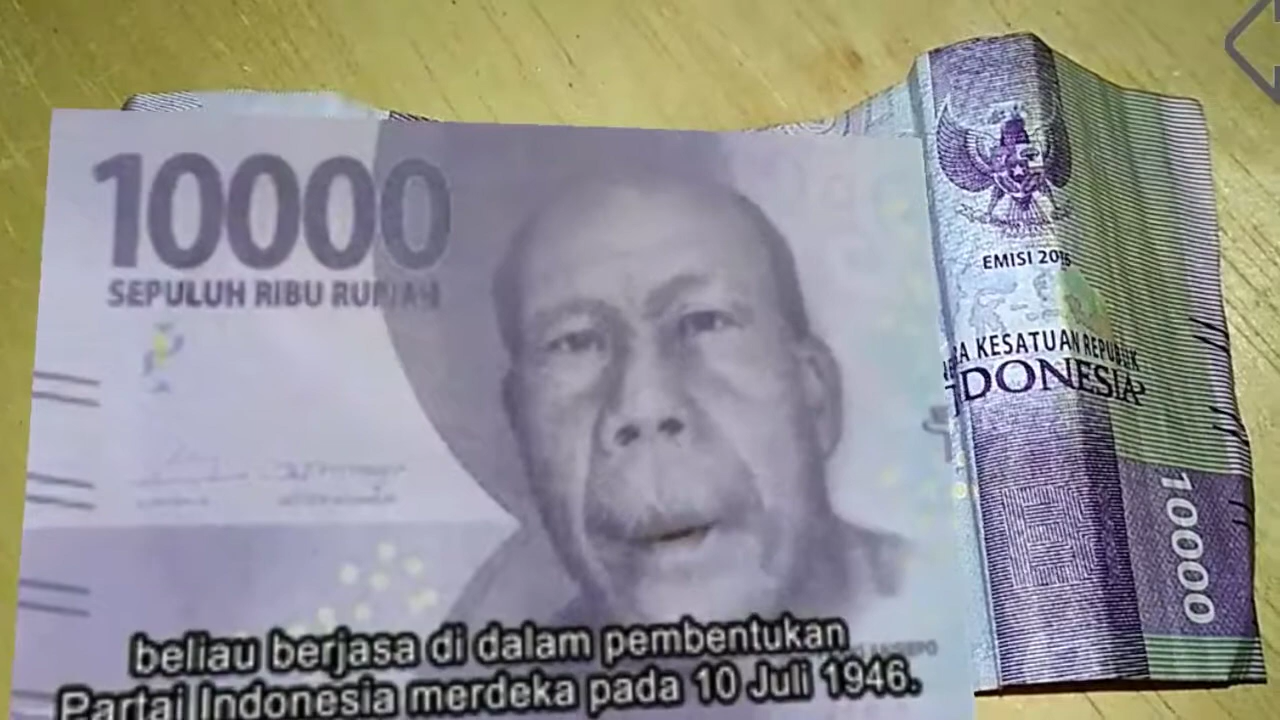 10000
SEPULUH RIBU RUPIAH
EMISI 2016
KESATUAN REPUBLIK
INDONESIA
10000
beliau berjasa di dalam pembentukan
Partai Indonesia merdeka pada 10 Juli 1946.